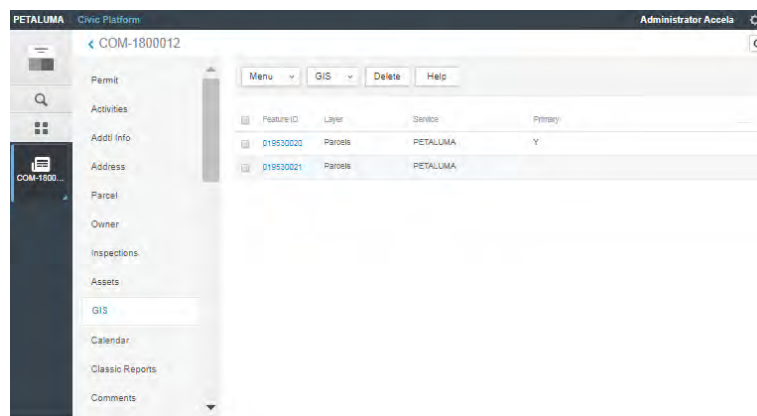 PETALUMA Civic Platform Administrator Accela
COM-1800012
COM-1800...
Permit
Activities
Addtl Info
Address
Parcel
Owner
Inspections
Assets
GIS
Calendar
Classic Reports
Comments
Menu GIS Delete Help
Feature ID Layer Service Primary
019530020 Parcels PETALUMA Y
019530021 Parcels PETALUMA